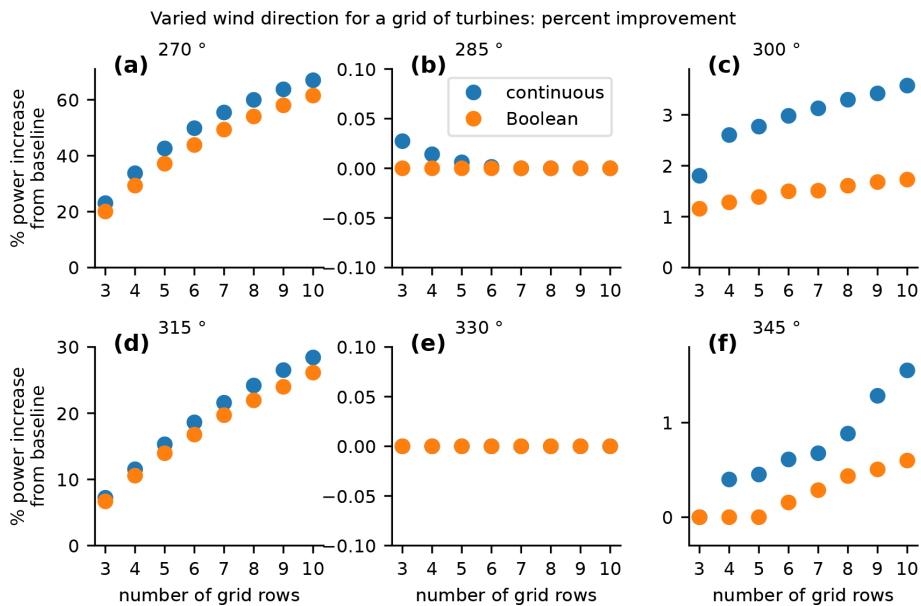 Varied wind direction for a grid of turbines: percent improvement
(a) 270 °
% power increase
from baseline
60
40
20
0
3 4 5 6 7 8 9 10
(b) 285 °
continuous
Boolean
0.10
0.05
0.00
−0.05
−0.10
3 4 5 6 7 8 9 10
(c) 300 °
3
2
1
0
3 4 5 6 7 8 9 10
(d) 315 °
% power increase
from baseline
30
20
10
0
3 4 5 6 7 8 9 10
number of grid rows
(e) 330 °
0.10
0.05
0.00
−0.05
−0.10
3 4 5 6 7 8 9 10
number of grid rows
(f) 345 °
1
0
3 4 5 6 7 8 9 10
number of grid rows